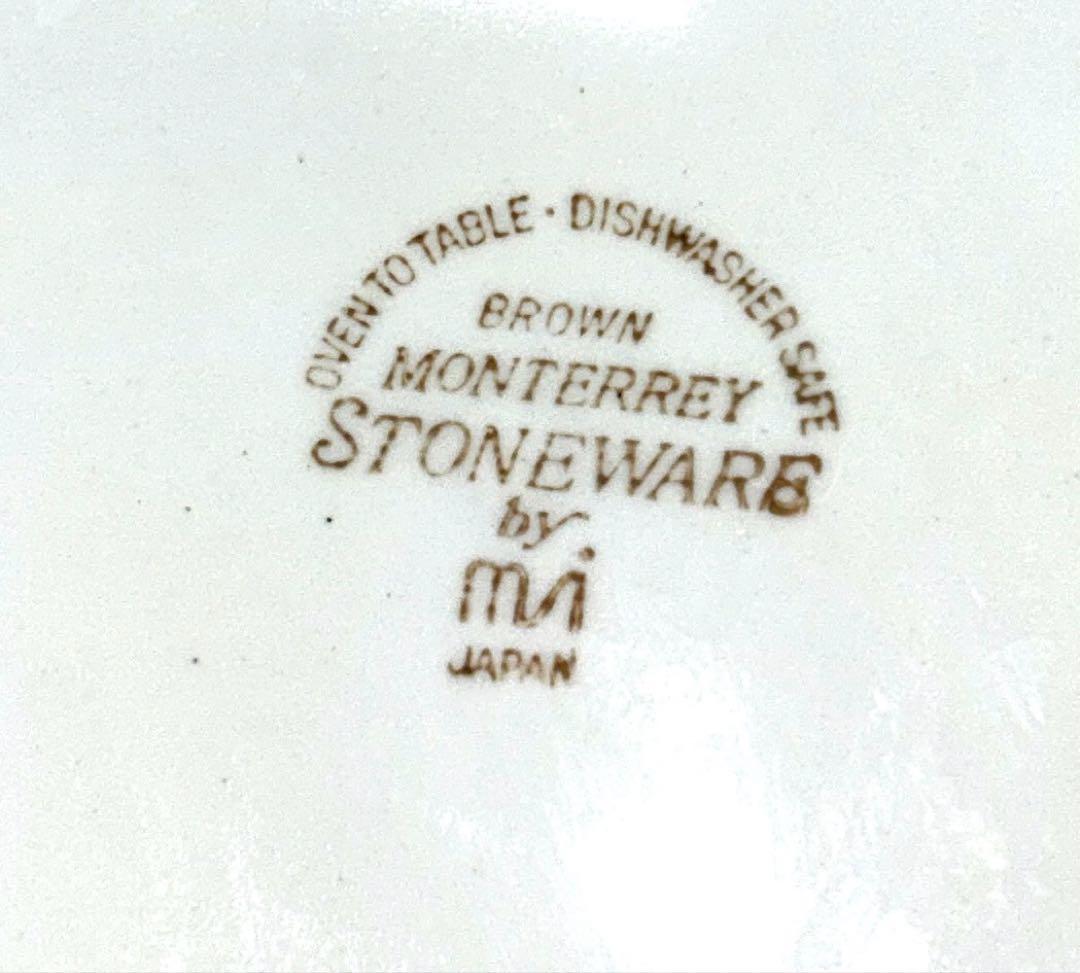 OVEN TO TABLE · DISHWASHER SAFE
BROWN
MONTERREY
STONEWARE
by
mi
JAPAN